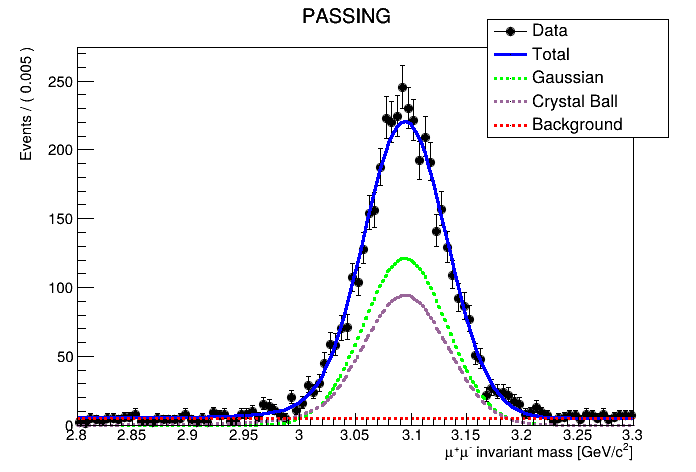 PASSING
Data
Total
Gaussian
Crystal Ball
Background
Events / ( 0.005 )
250
200
150
100
50
0
2.8 2.85 2.9 2.95 3 3.05 3.1 3.15 3.2 3.25 3.3
μ⁺μ⁻ invariant mass [GeV/c²]